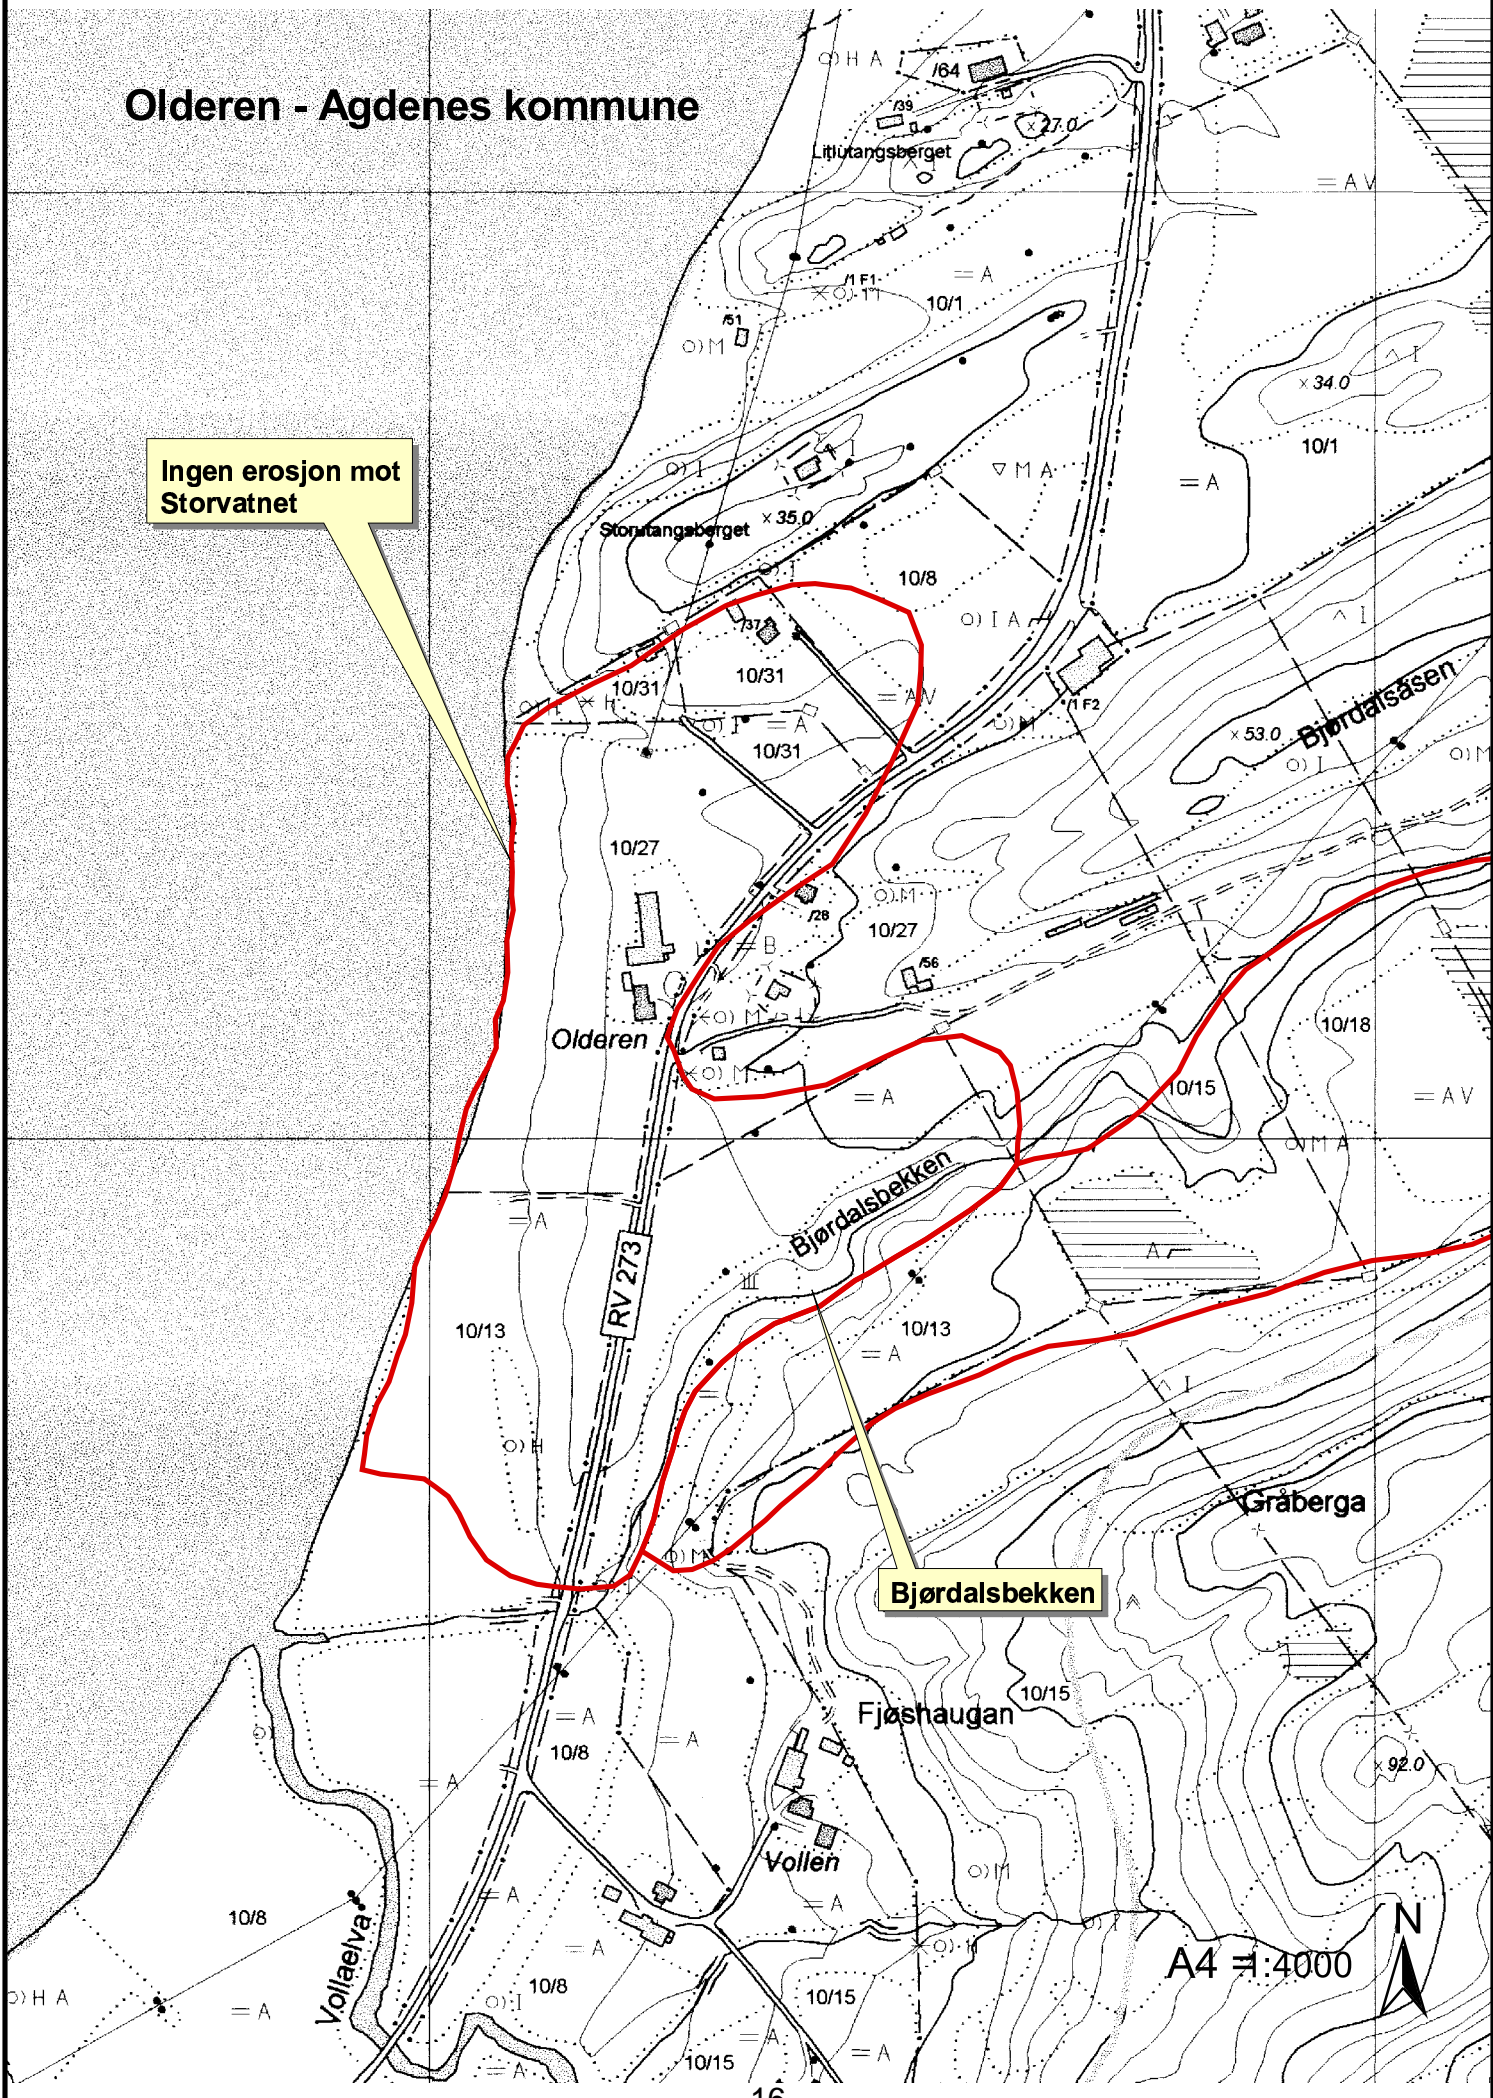 Olderen - Agdenes kommune
O) H A
/64
/39
× 27.0
Litlutangsberget
= A V
= A
/1 F1
10/1
/51
O) M
^ I
× 34.0
10/1
Ingen erosjon mot
Storvatnet
O) I
▽ M A
= A
× 35.0
Storutangsberget
10/8
O) I A
^ I
/37
10/31
10/31
= A V
/1 F2
O) M
Bjørdalsåsen
× 53.0
O) I
O) M
O) I
= A
10/31
10/27
O) M
/28
10/27
= B
/56
O) M
Olderen
10/18
O) M
10/15
= A
= A V
O) M A
Bjørdalsbekken
= A
RV 273
A
10/13
10/13
= A
^ I
O) H
Gråberga
O) M
Bjørdalsbekken
10/15
Fjøshaugan
= A
= A
10/8
= A
× 92.0
Vollen
O) M
= A
= A
10/8
Vollaelva
N
= A
O) H
A4 =1:4000
O) H A
= A
10/8
O) I
10/15
= A
= A
10/15
= A
16